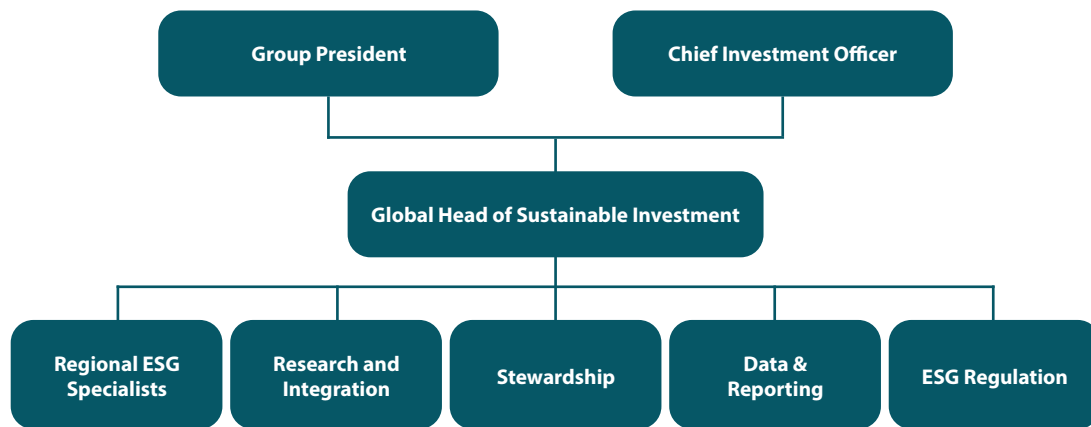 Group President
Chief Investment Officer
Global Head of Sustainable Investment
Regional ESG
Specialists
Research and
Integration
Stewardship
Data &
Reporting
ESG Regulation